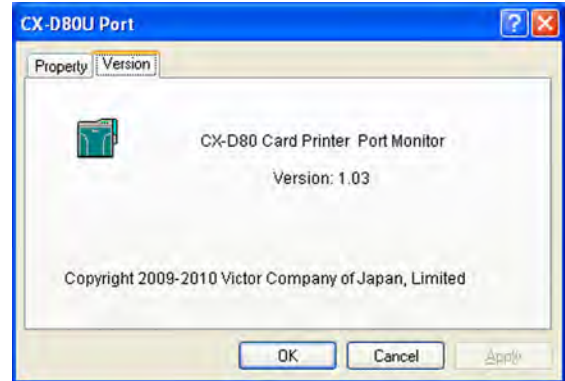 CX-D80U Port
?
Property Version
CX-D80 Card Printer Port Monitor
Version: 1.03
Copyright 2009-2010 Victor Company of Japan, Limited
OK Cancel Apply